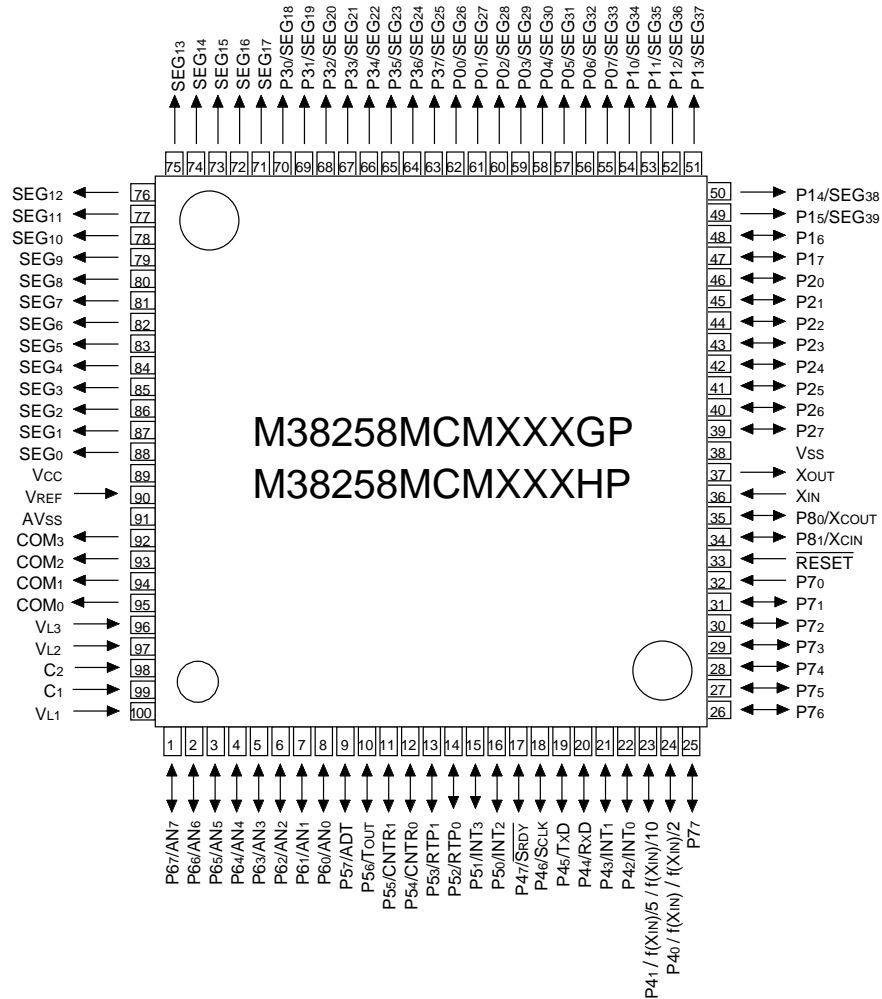 SEG13
SEG14
SEG15
SEG16
SEG17
P30/SEG18
P31/SEG19
P32/SEG20
P33/SEG21
P34/SEG22
P35/SEG23
P36/SEG24
P37/SEG25
P00/SEG26
P01/SEG27
P02/SEG28
P03/SEG29
P04/SEG30
P05/SEG31
P06/SEG32
P07/SEG33
P10/SEG34
P11/SEG35
P12/SEG36
P13/SEG37
75 74 73 72 71 70 69 68 67 66 65 64 63 62 61 60 59 58 57 56 55 54 53 52 51
SEG12 76
SEG11 77
SEG10 78
SEG9 79
SEG8 80
SEG7 81
SEG6 82
SEG5 83
SEG4 84
SEG3 85
SEG2 86
SEG1 87
SEG0 88
VCC 89
VREF 90
AVSS 91
COM3 92
COM2 93
COM1 94
COM0 95
VL3 96
VL2 97
C2 98
C1 99
VL1 100
M38258MCMXXXGP
M38258MCMXXXHP
50 P14/SEG38
49 P15/SEG39
48 P16
47 P17
46 P20
45 P21
44 P22
43 P23
42 P24
41 P25
40 P26
39 P27
38 VSS
37 XOUT
36 XIN
35 P80/XCOUT
34 P81/XCIN
33 RESET
32 P70
31 P71
30 P72
29 P73
28 P74
27 P75
26 P76
1 2 3 4 5 6 7 8 9 10 11 12 13 14 15 16 17 18 19 20 21 22 23 24 25
P67/AN7
P66/AN6
P65/AN5
P64/AN4
P63/AN3
P62/AN2
P61/AN1
P60/AN0
P57/ADT
P56/TOUT
P55/CNTR1
P54/CNTR0
P53/RTP1
P52/RTP0
P51/INT3
P50/INT2
P47/SRDY
P46/SCLK
P45/TxD
P44/RxD
P43/INT1
P42/INT0
P41 / f(XIN)/5 / f(XIN)/10
P40 / f(XIN) / f(XIN)/2
P77